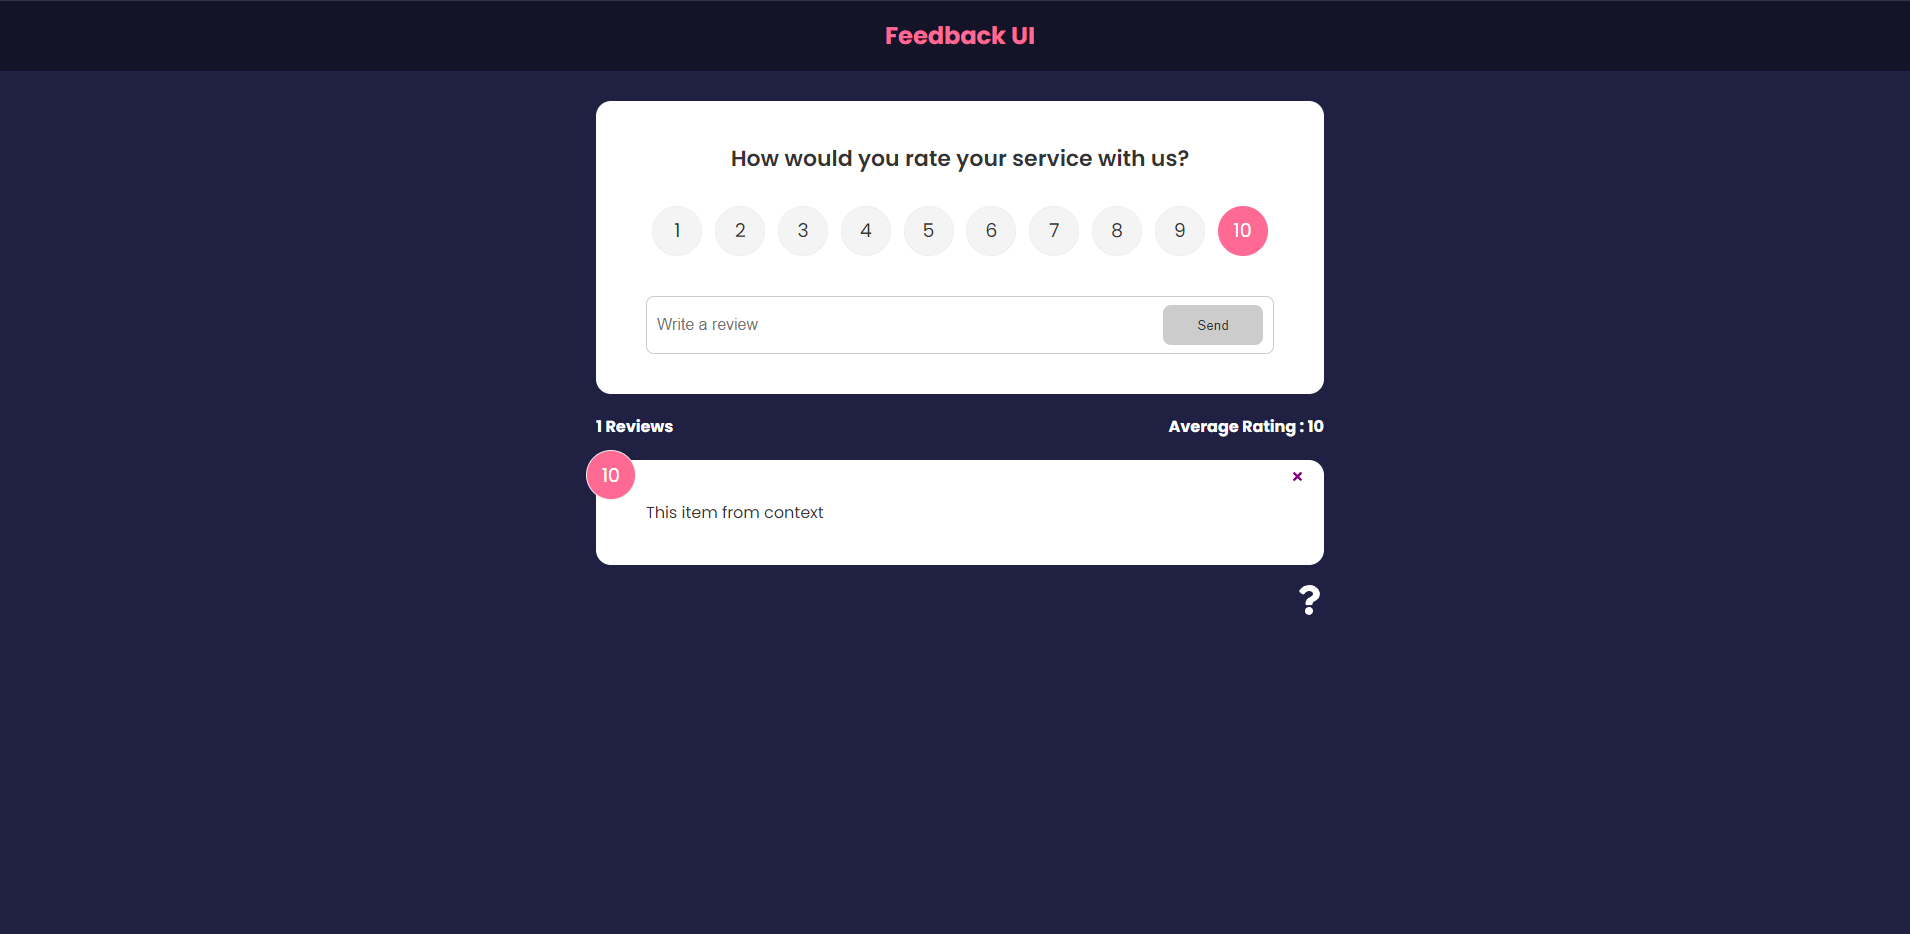 Feedback UI
How would you rate your service with us?
1 2 3 4 5 6 7 8 9 10
Write a review Send
1 Reviews Average Rating : 10
10
This item from context
?